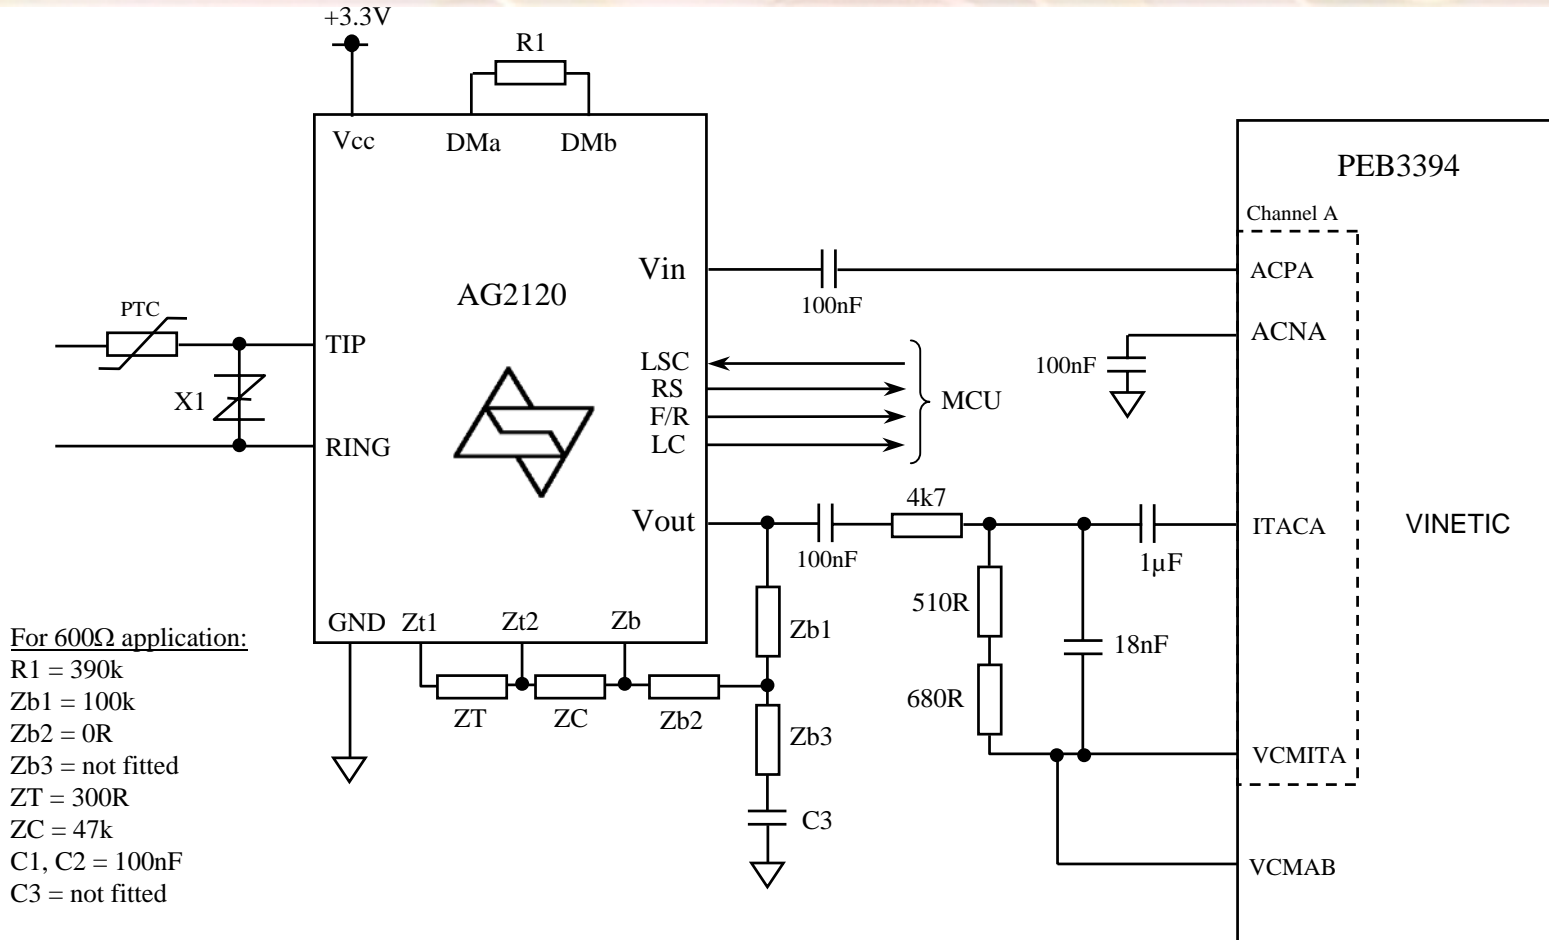 +3.3V
R1
Vcc
DMa
DMb
PEB3394
Channel A
Vin
ACPA
AG2120
100nF
PTC
TIP
ACNA
LSC
100nF
RS
X1
MCU
F/R
LC
RING
4k7
Vout
ITACA
VINETIC
100nF
1µF
510R
GND
Zt1
Zt2
Zb
Zb1
18nF
680R
ZT
ZC
Zb2
Zb3
VCMITA
C3
VCMAB
For 600Ω application:
R1 = 390k
Zb1 = 100k
Zb2 = 0R
Zb3 = not fitted
ZT = 300R
ZC = 47k
C1, C2 = 100nF
C3 = not fitted